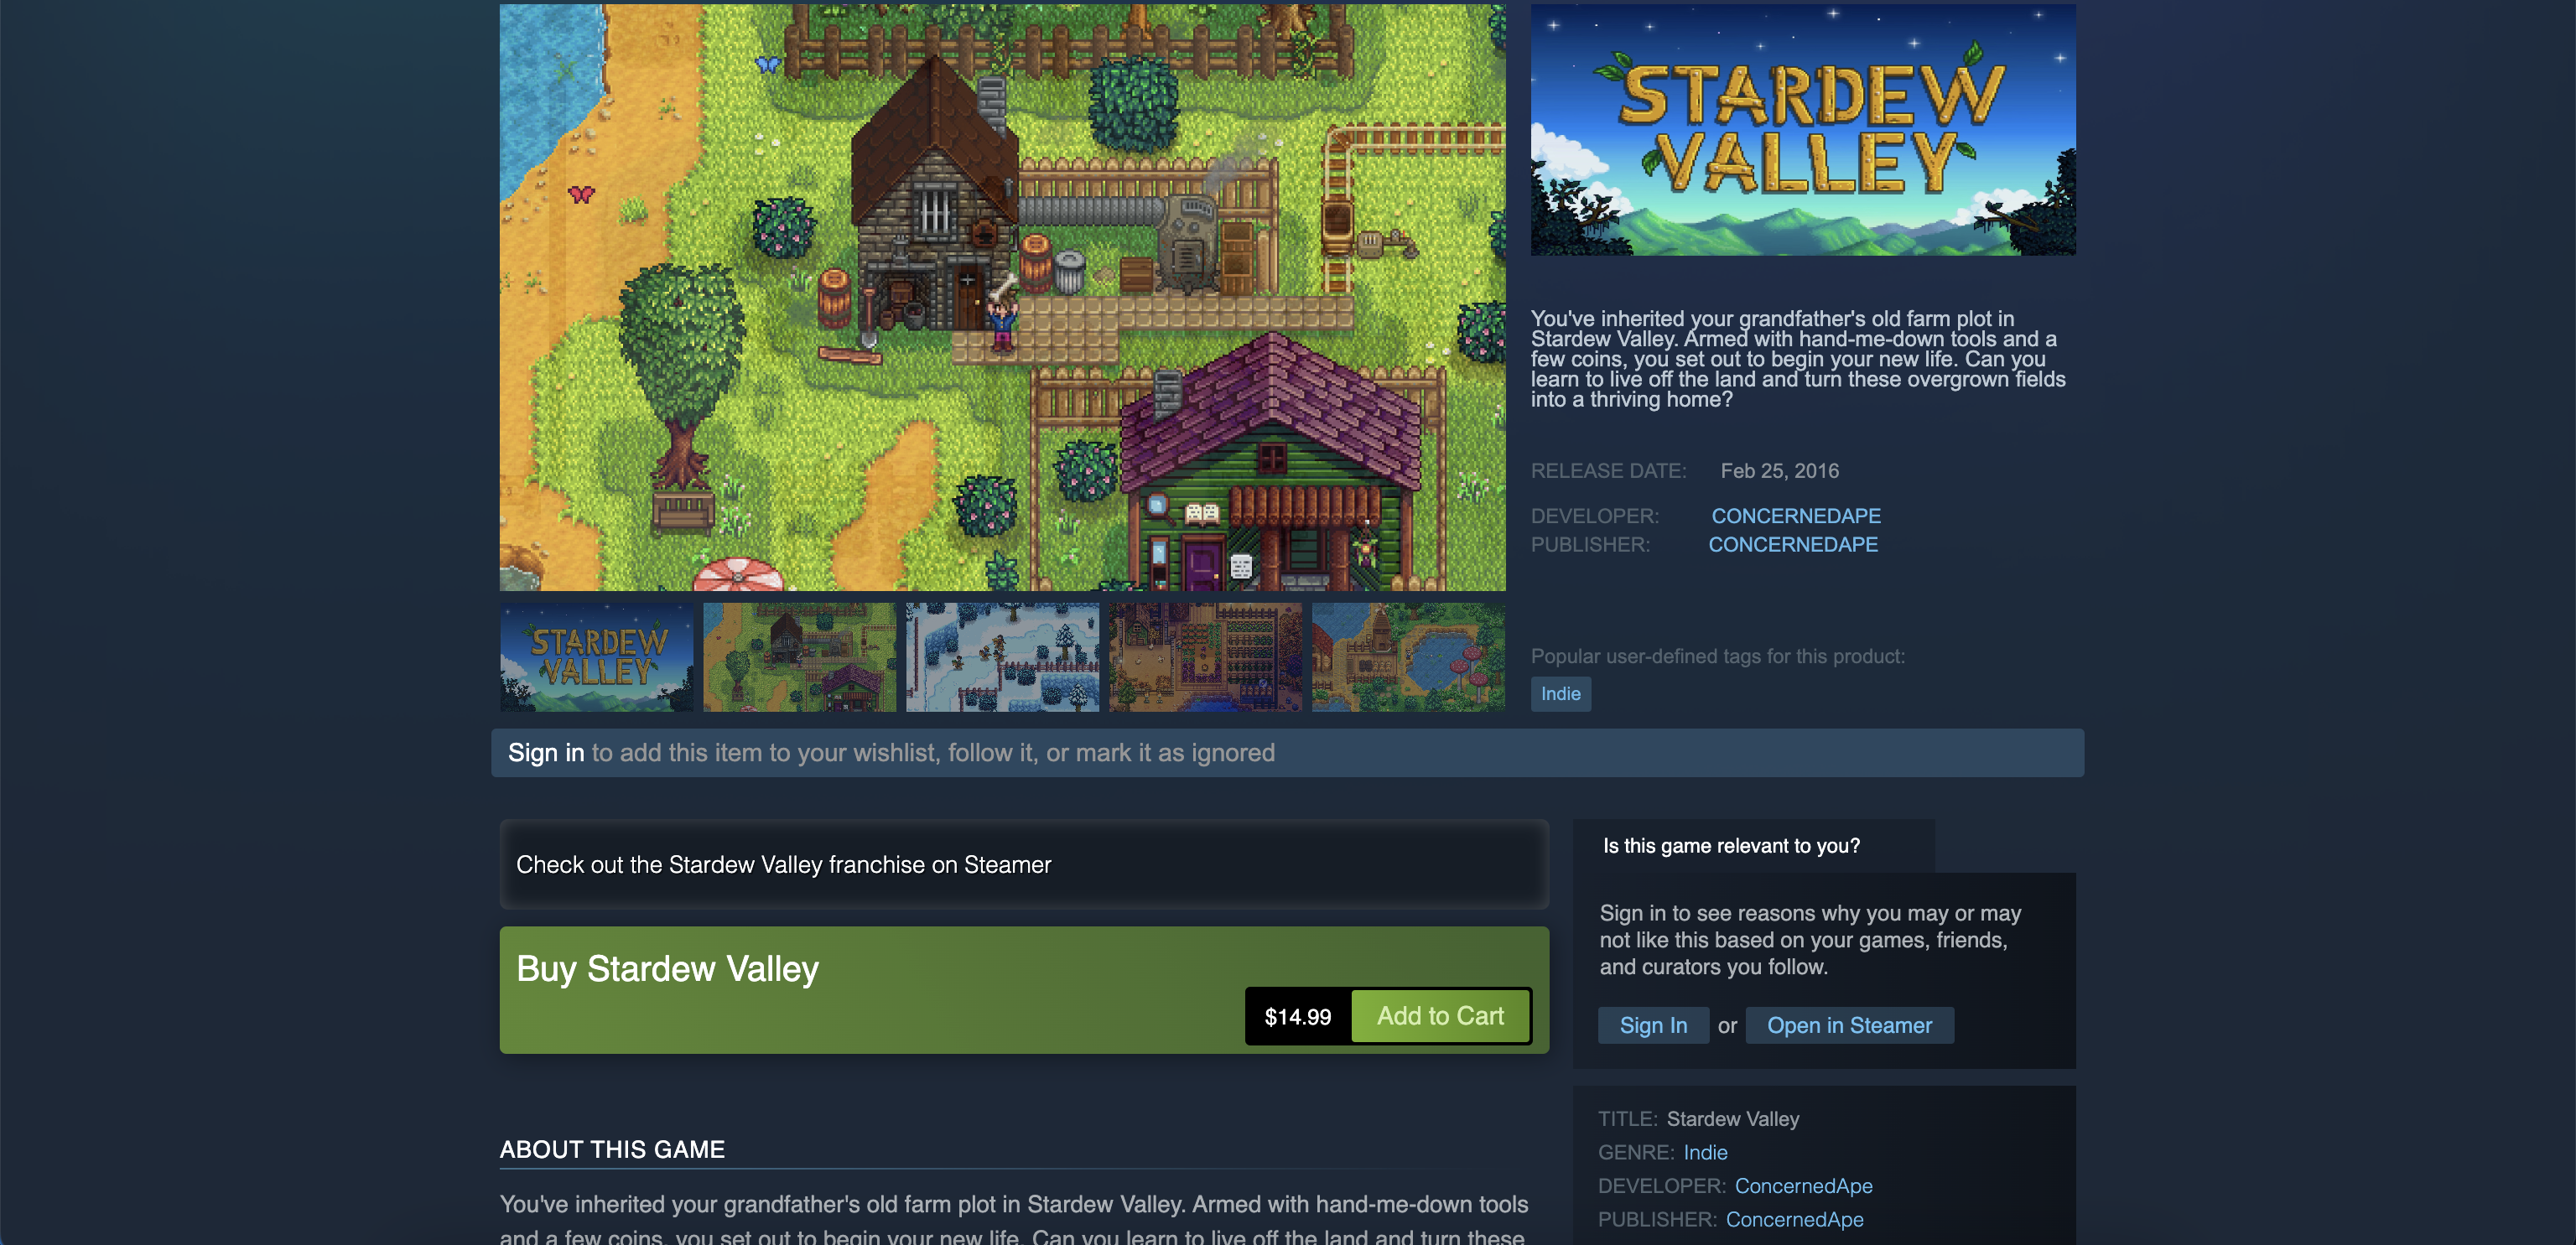 STARDEW
VALLEY
You've inherited your grandfather's old farm plot in
Stardew Valley. Armed with hand-me-down tools and a
few coins, you set out to begin your new life. Can you
learn to live off the land and turn these overgrown fields
into a thriving home?
RELEASE DATE: Feb 25, 2016
DEVELOPER: CONCERNEDAPE
PUBLISHER: CONCERNEDAPE
STARDEW
VALLEY
Popular user-defined tags for this product:
Indie
Sign in to add this item to your wishlist, follow it, or mark it as ignored
Check out the Stardew Valley franchise on Steamer
Buy Stardew Valley
$14.99 Add to Cart
Is this game relevant to you?
Sign in to see reasons why you may or may
not like this based on your games, friends,
and curators you follow.
Sign In or Open in Steamer
ABOUT THIS GAME
You've inherited your grandfather's old farm plot in Stardew Valley. Armed with hand-me-down tools
and a few coins, you set out to begin your new life. Can you learn to live off the land and turn these
TITLE: Stardew Valley
GENRE: Indie
DEVELOPER: ConcernedApe
PUBLISHER: ConcernedApe